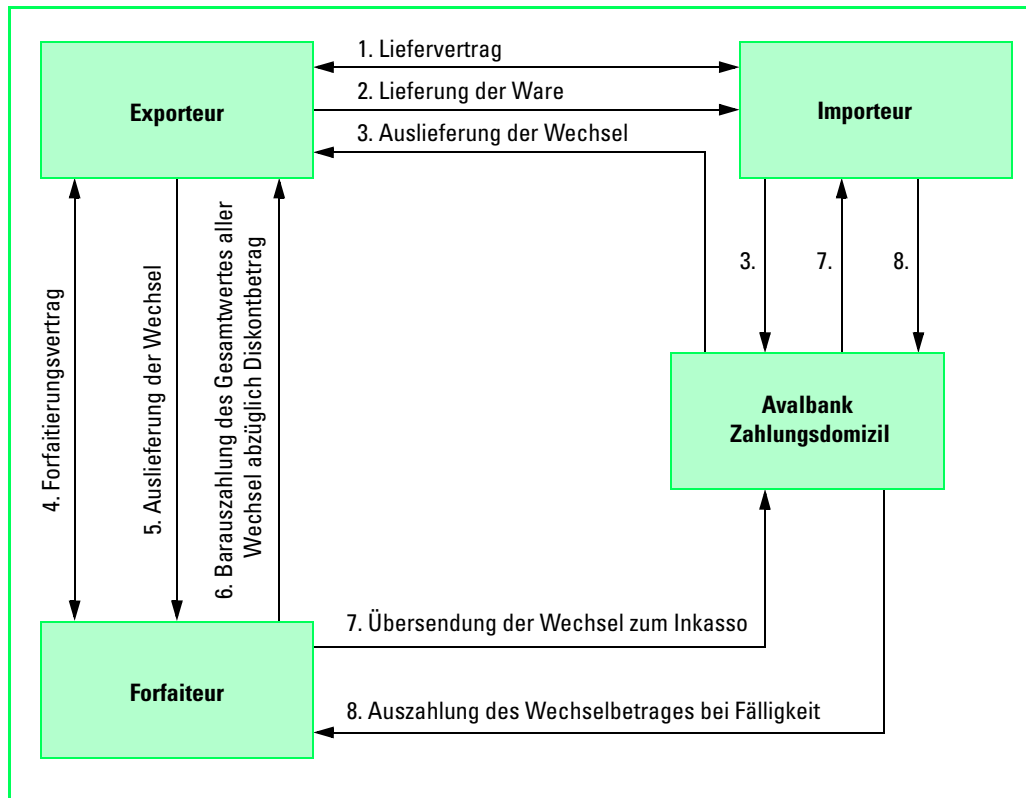 1. Liefervertrag
Exporteur
2. Lieferung der Ware
Importeur
3. Auslieferung der Wechsel
4. Forfaitierungsvertrag
5. Auslieferung der Wechsel
6. Barauszahlung des Gesamtwertes aller
Wechsel abzüglich Diskontbetrag
3.
7.
8.
Avalbank
Zahlungsdomizil
7. Übersendung der Wechsel zum Inkasso
Forfaiteur
8. Auszahlung des Wechselbetrages bei Fälligkeit